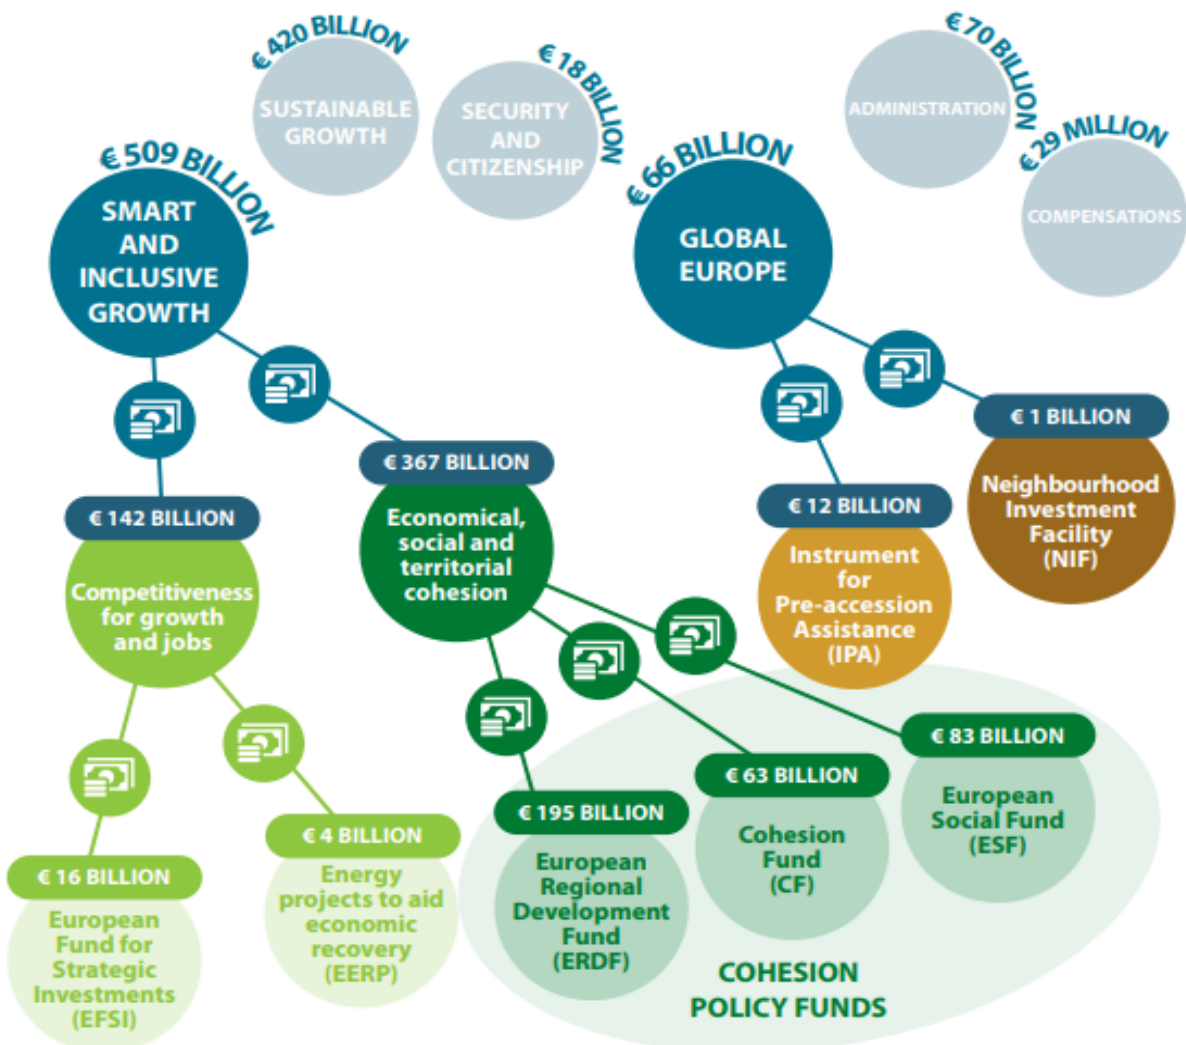 € 420 BILLION
SUSTAINABLE
GROWTH
€ 18 BILLION
SECURITY
AND
CITIZENSHIP
€ 70 BILLION
ADMINISTRATION
€ 29 MILLION
COMPENSATIONS
€ 509 BILLION
SMART
AND
INCLUSIVE
GROWTH
€ 66 BILLION
GLOBAL
EUROPE
€ 142 BILLION
Competitiveness
for growth
and jobs
€ 367 BILLION
Economical,
social and
territorial
cohesion
€ 12 BILLION
Instrument
for
Pre-accession
Assistance
(IPA)
€ 1 BILLION
Neighbourhood
Investment
Facility
(NIF)
€ 16 BILLION
European
Fund for
Strategic
Investments
(EFSI)
€ 4 BILLION
Energy
projects to aid
economic
recovery
(EERP)
€ 195 BILLION
European
Regional
Development
Fund
(ERDF)
€ 63 BILLION
Cohesion
Fund
(CF)
€ 83 BILLION
European
Social Fund
(ESF)
COHESION
POLICY FUNDS